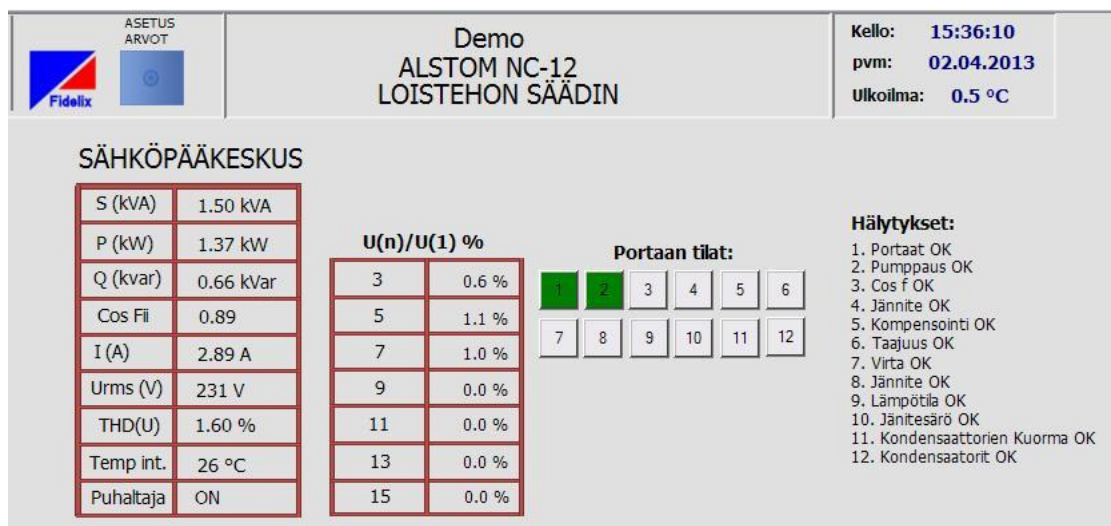 ASETUS
ARVOT
Fidelix
Demo
ALSTOM NC-12
LOISTEHON SÄÄDIN
Kello: 15:36:10
pvm: 02.04.2013
Ulkoilma: 0.5 °C
SÄHKÖPÄÄKESKUS
S (kVA) 1.50 kVA
P (kW) 1.37 kW
Q (kvar) 0.66 kVar
Cos Fii 0.89
I (A) 2.89 A
Urms (V) 231 V
THD(U) 1.60 %
Temp int. 26 °C
Puhaltaja ON
U(n)/U(1) %
3 0.6 %
5 1.1 %
7 1.0 %
9 0.0 %
11 0.0 %
13 0.0 %
15 0.0 %
Portaan tilat:
1 2 3 4 5 6
7 8 9 10 11 12
Hälytykset:
1. Portaat OK
2. Pumppaus OK
3. Cos f OK
4. Jännite OK
5. Kompensointi OK
6. Taajuus OK
7. Virta OK
8. Jännite OK
9. Lämpötila OK
10. Jänitesärö OK
11. Kondensaattorien Kuorma OK
12. Kondensaatorit OK